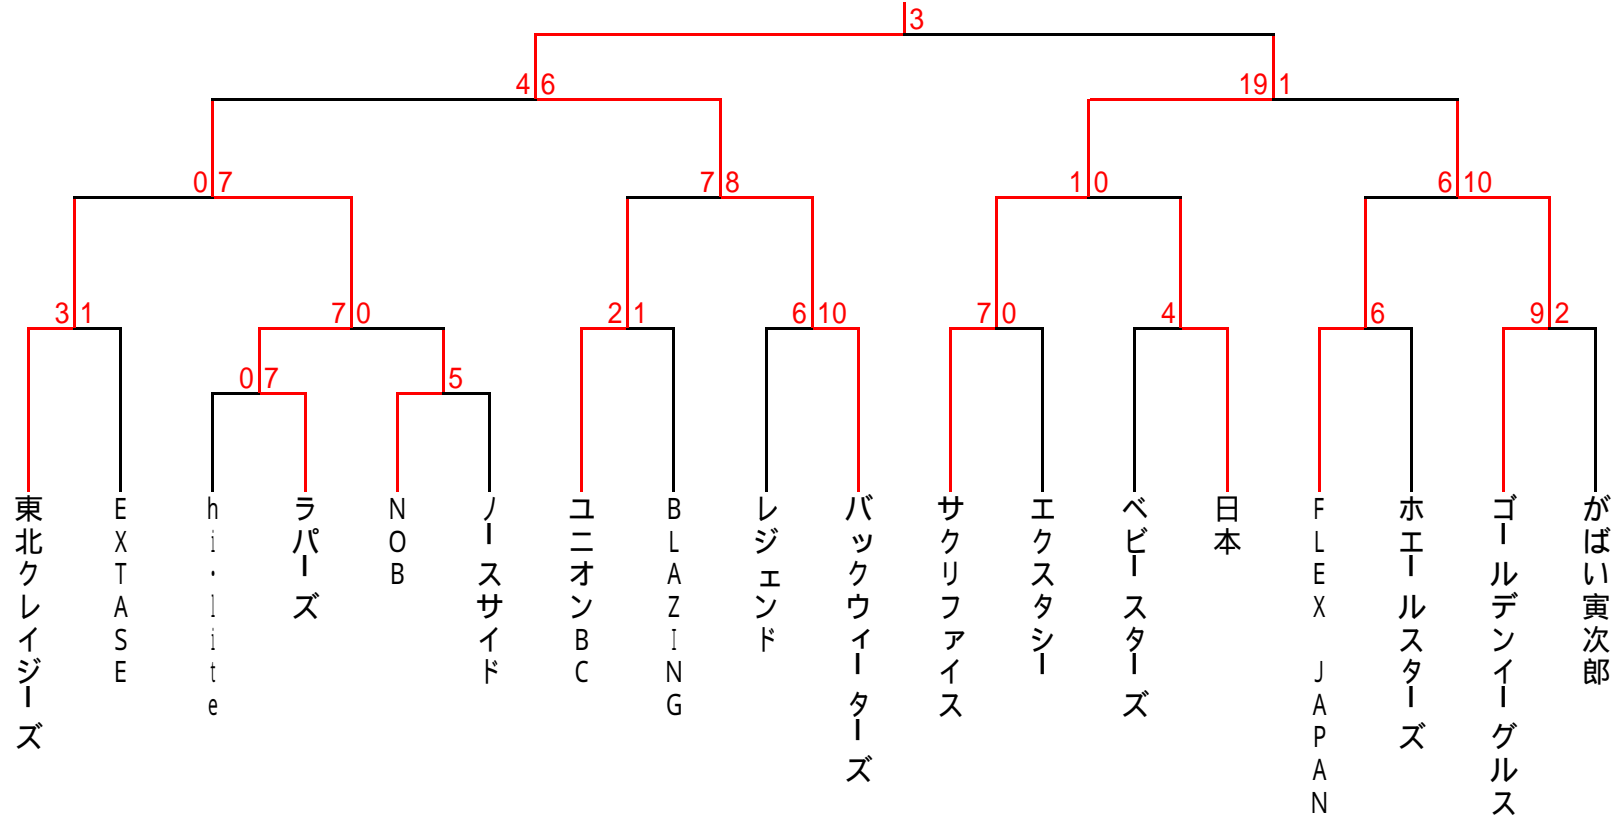 3
4 6
19 1
0 7
7 8
1 0
6 10
3 1
7 0
2 1
6 10
7 0
4
6
9 2
0 7
5
東北クレイジーズ
EXTASE
hi・lite
ラパーズ
NOB
ノースサイド
ユニオンBC
BLAZING
レジェンド
バックウィーターズ
サクリファイス
エクスタシー
ベビースターズ
日本
FLEX JAPAN
ホエールスターズ
ゴールデンイーグルス
がばい寅次郎